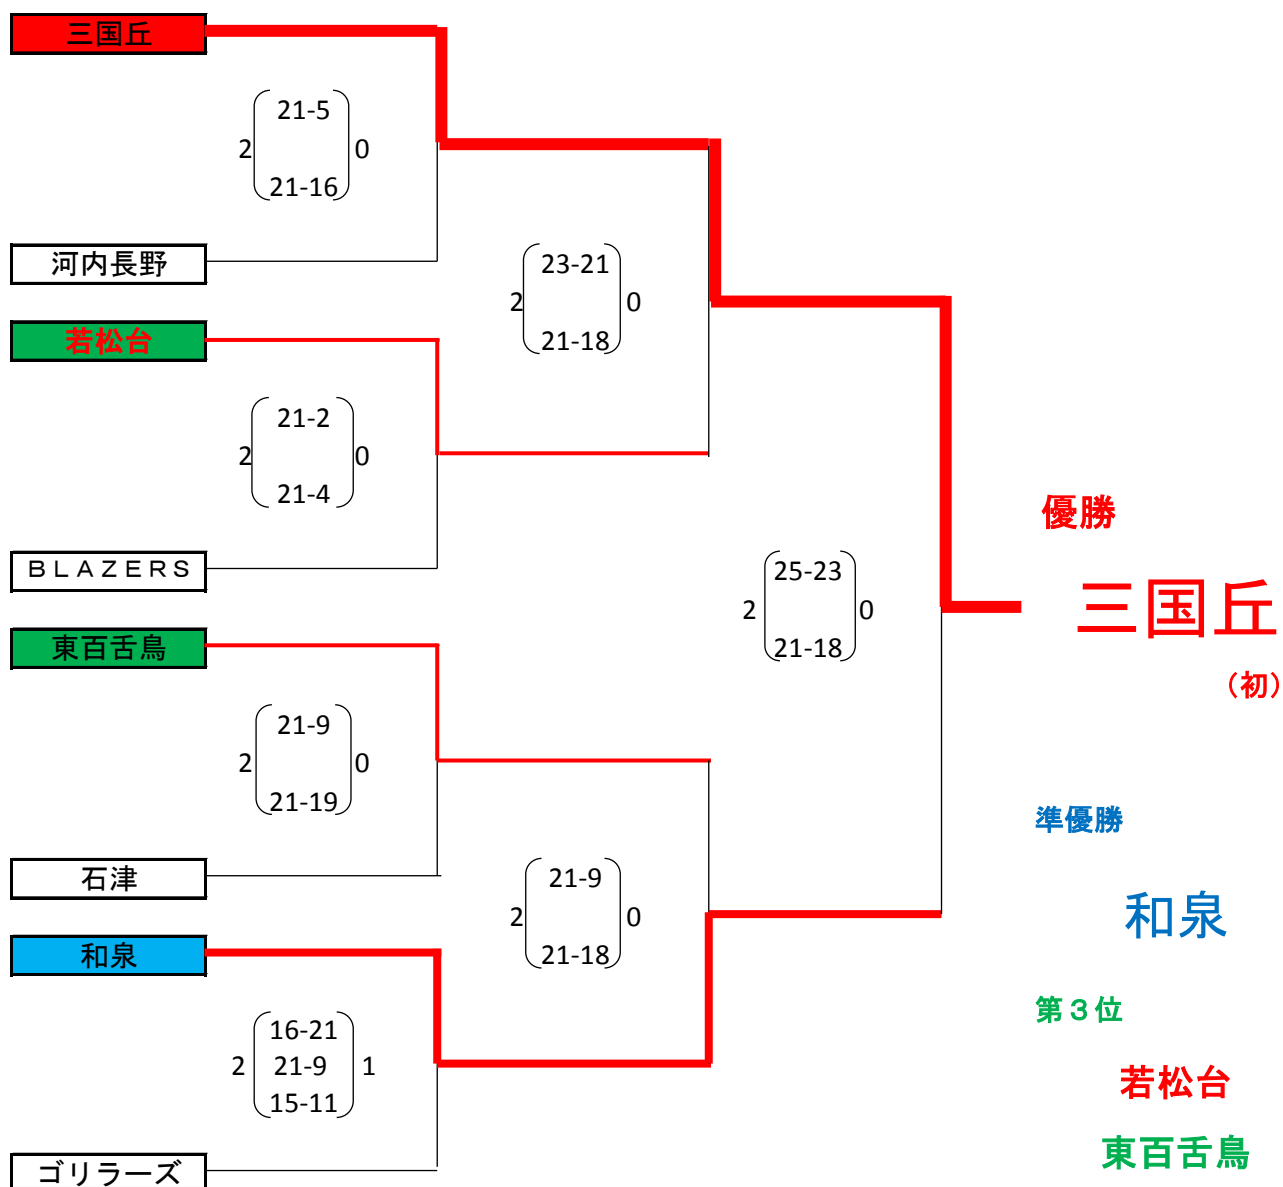 三国丘
21-5
2 0
21-16
河内長野
23-21
2 0
21-18
若松台
21-2
2 0
21-4
BLAZERS
優勝
三国丘
(初)
25-23
2 0
21-18
東百舌鳥
21-9
2 0
21-19
石津
21-9
2 0
21-18
準優勝
和泉
和泉
16-21
2 21-9 1
15-11
ゴリラーズ
第3位
若松台
東百舌鳥